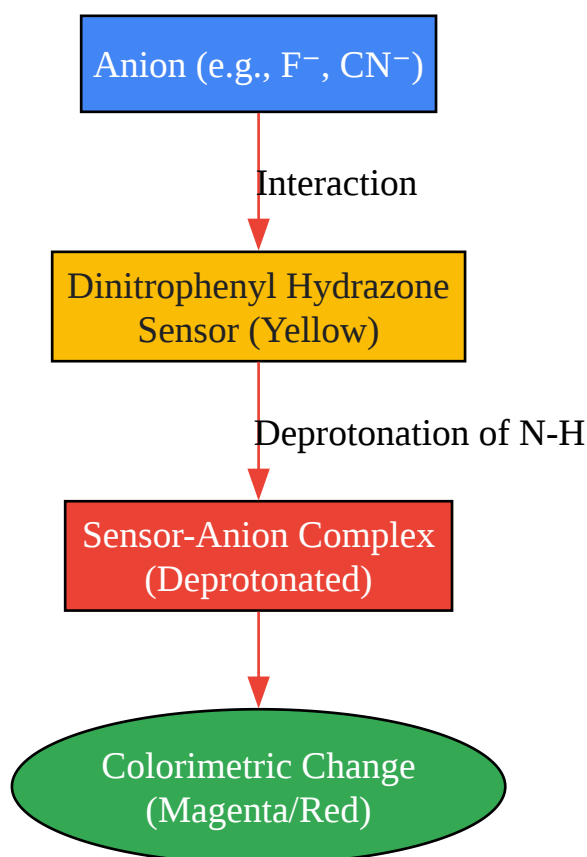 Anion (e.g., F⁻, CN⁻)
Interaction
Dinitrophenyl Hydrazone
Sensor (Yellow)
Deprotonation of N-H
Sensor-Anion Complex
(Deprotonated)
Colorimetric Change
(Magenta/Red)